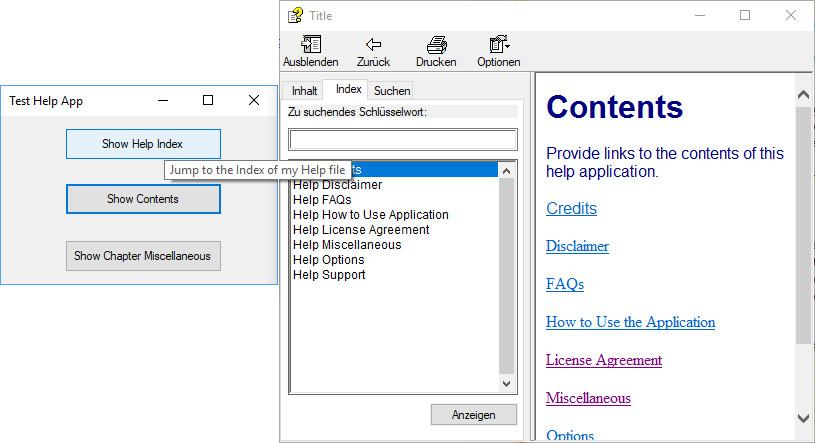 Test Help App
Show Help Index
Jump to the Index of my Help file
Show Contents
Show Chapter Miscellaneous
Title
Ausblenden Zurück Drucken Optionen
Inhalt Index Suchen
Zu suchendes Schlüsselwort:
Help Disclaimer
Help FAQs
Help How to Use Application
Help License Agreement
Help Miscellaneous
Help Options
Help Support
Anzeigen
Contents
Provide links to the contents of this
help application.
Credits
Disclaimer
FAQs
How to Use the Application
License Agreement
Miscellaneous
Options